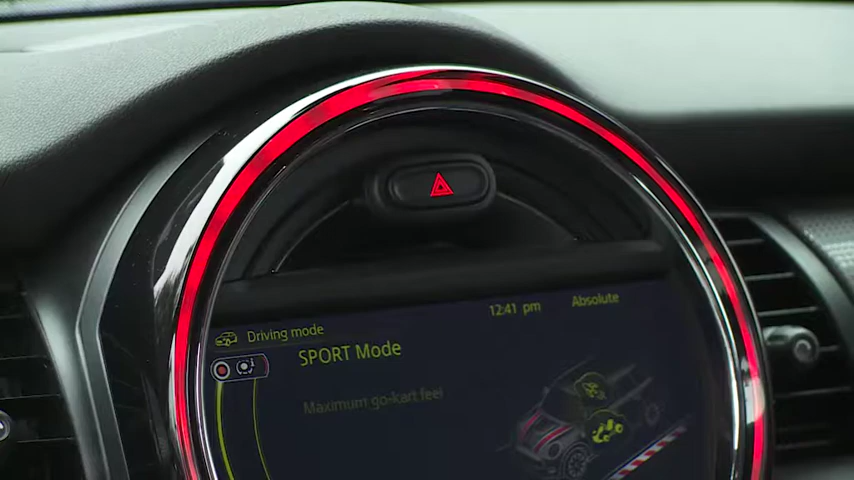 12:41 pm Absolute
Driving mode
SPORT Mode
Maximum go-kart feel